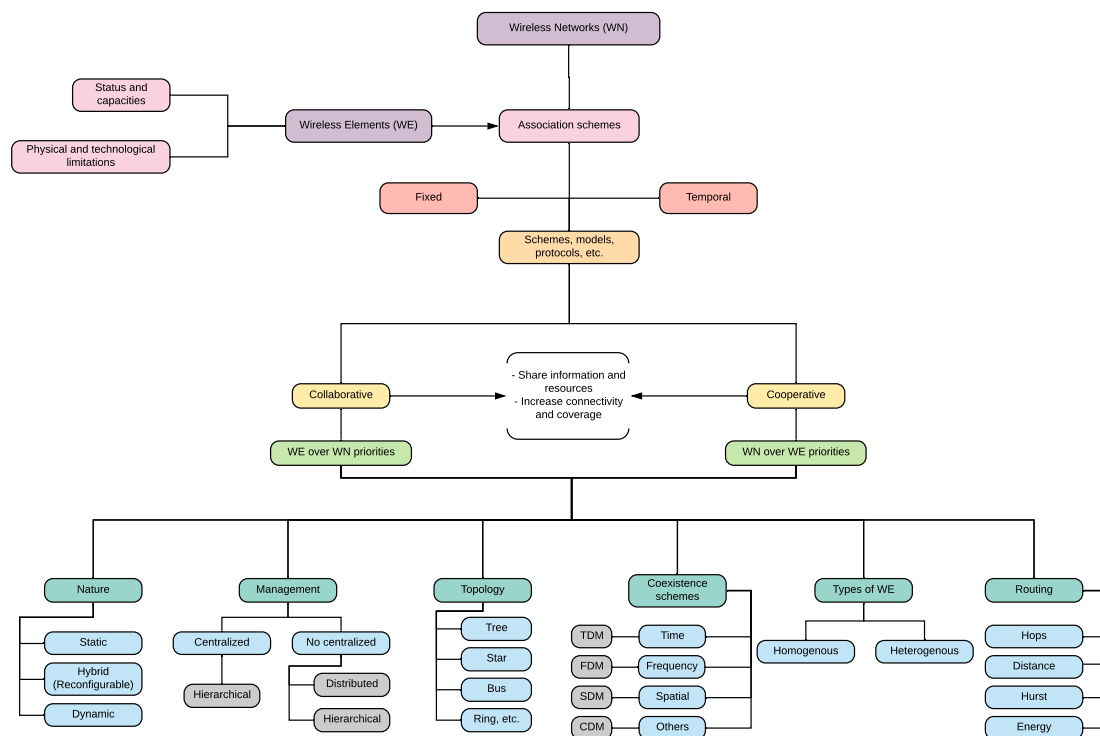 Wireless Networks (WN)
Status and
capacities
Wireless Elements (WE)
Association schemes
Physical and technological
limitations
Fixed
Temporal
Schemes, models,
protocols, etc.
- Share information and
resources
- Increase connectivity
and coverage
Collaborative
Cooperative
WE over WN priorities
WN over WE priorities
Nature
Management
Topology
Coexistence
schemes
Types of WE
Routing
Static
Hybrid
(Reconfigurable)
Dynamic
Centralized
No centralized
Hierarchical
Distributed
Hierarchical
Tree
Star
Bus
Ring, etc.
TDM
Time
FDM
Frequency
SDM
Spatial
CDM
Others
Homogenous
Heterogenous
Hops
Distance
Hurst
Energy